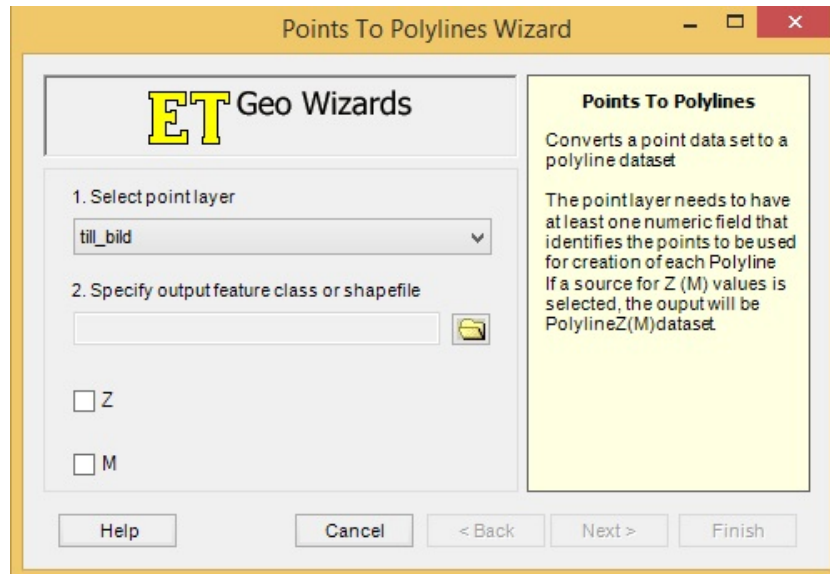 Points To Polylines Wizard
ET Geo Wizards
1. Select point layer
till_bild
2. Specify output feature class or shapefile
Z
M
Points To Polylines
Converts a point data set to a
polyline dataset
The point layer needs to have
at least one numeric field that
identifies the points to be used
for creation of each Polyline
If a source for Z (M) values is
selected, the ouput will be
PolylineZ(M)dataset
Help
Cancel
< Back
Next >
Finish